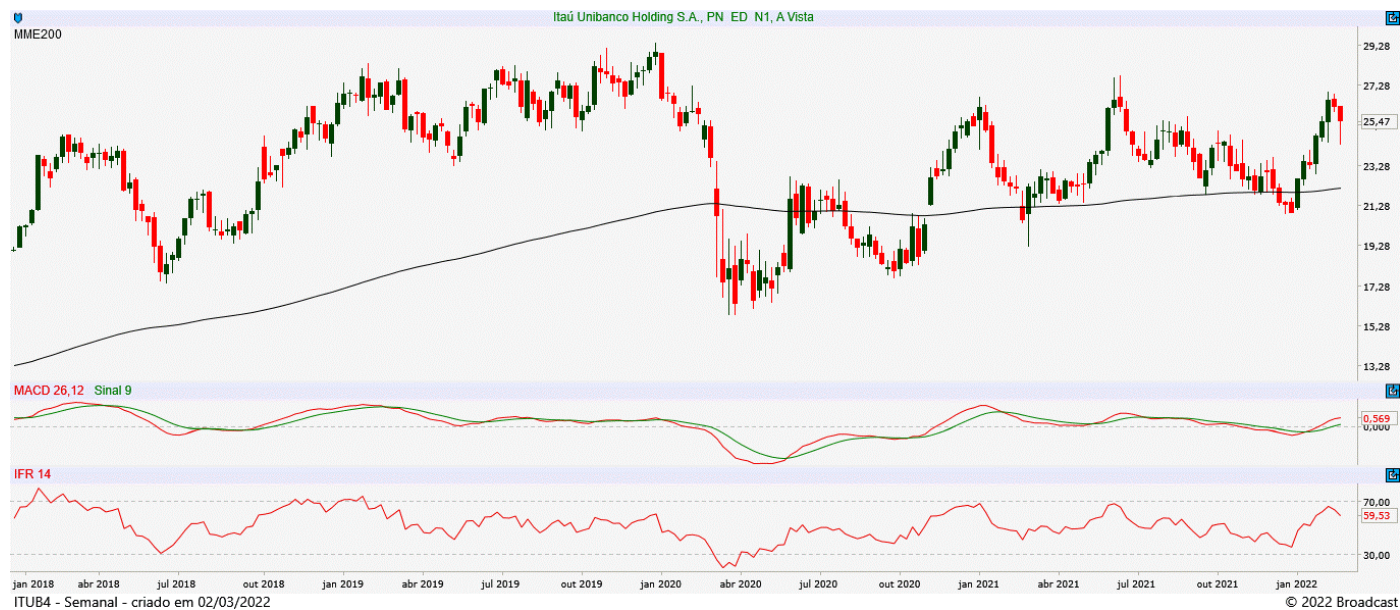 Itaú Unibanco Holding S.A., PN ED N1, A Vista
MME200
29,28
27,28
25,47
23,28
21,28
19,28
17,28
15,28
13,28
MACD 26,12 Sinal 9
0,569
0,000
IFR 14
70,00
59,53
30,00
jan 2018 abr 2018 jul 2018 out 2018 jan 2019 abr 2019 jul 2019 out 2019 jan 2020 abr 2020 jul 2020 out 2020 jan 2021 abr 2021 jul 2021 out 2021 jan 2022
ITUB4 - Semanal - criado em 02/03/2022 © 2022 Broadcast